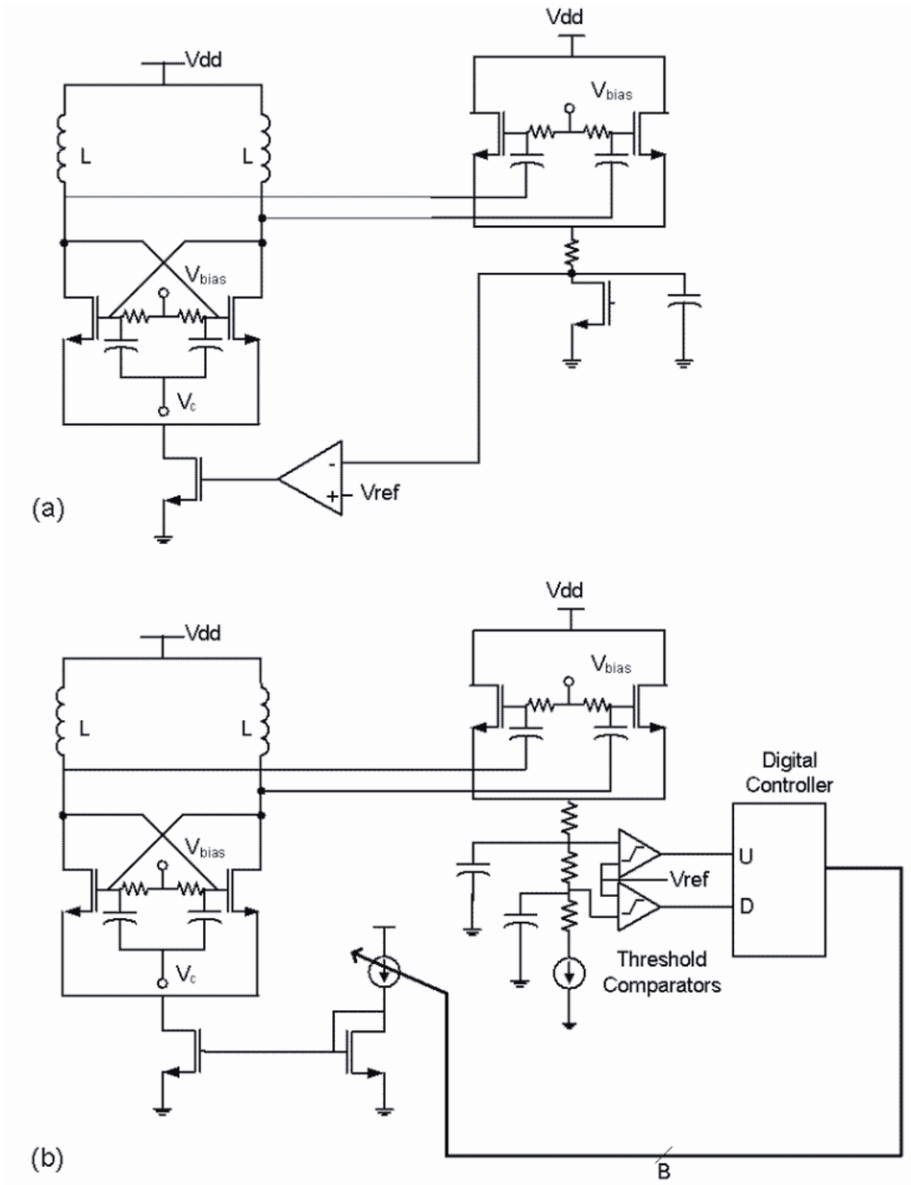 Vdd
Vdd
Vbias
L
L
Vbias
Vc
-
+
Vref
(a)
Vdd
Vdd
Vbias
L
L
Digital
Controller
Vbias
U
Vref
D
Vc
Threshold
Comparators
(b)
B